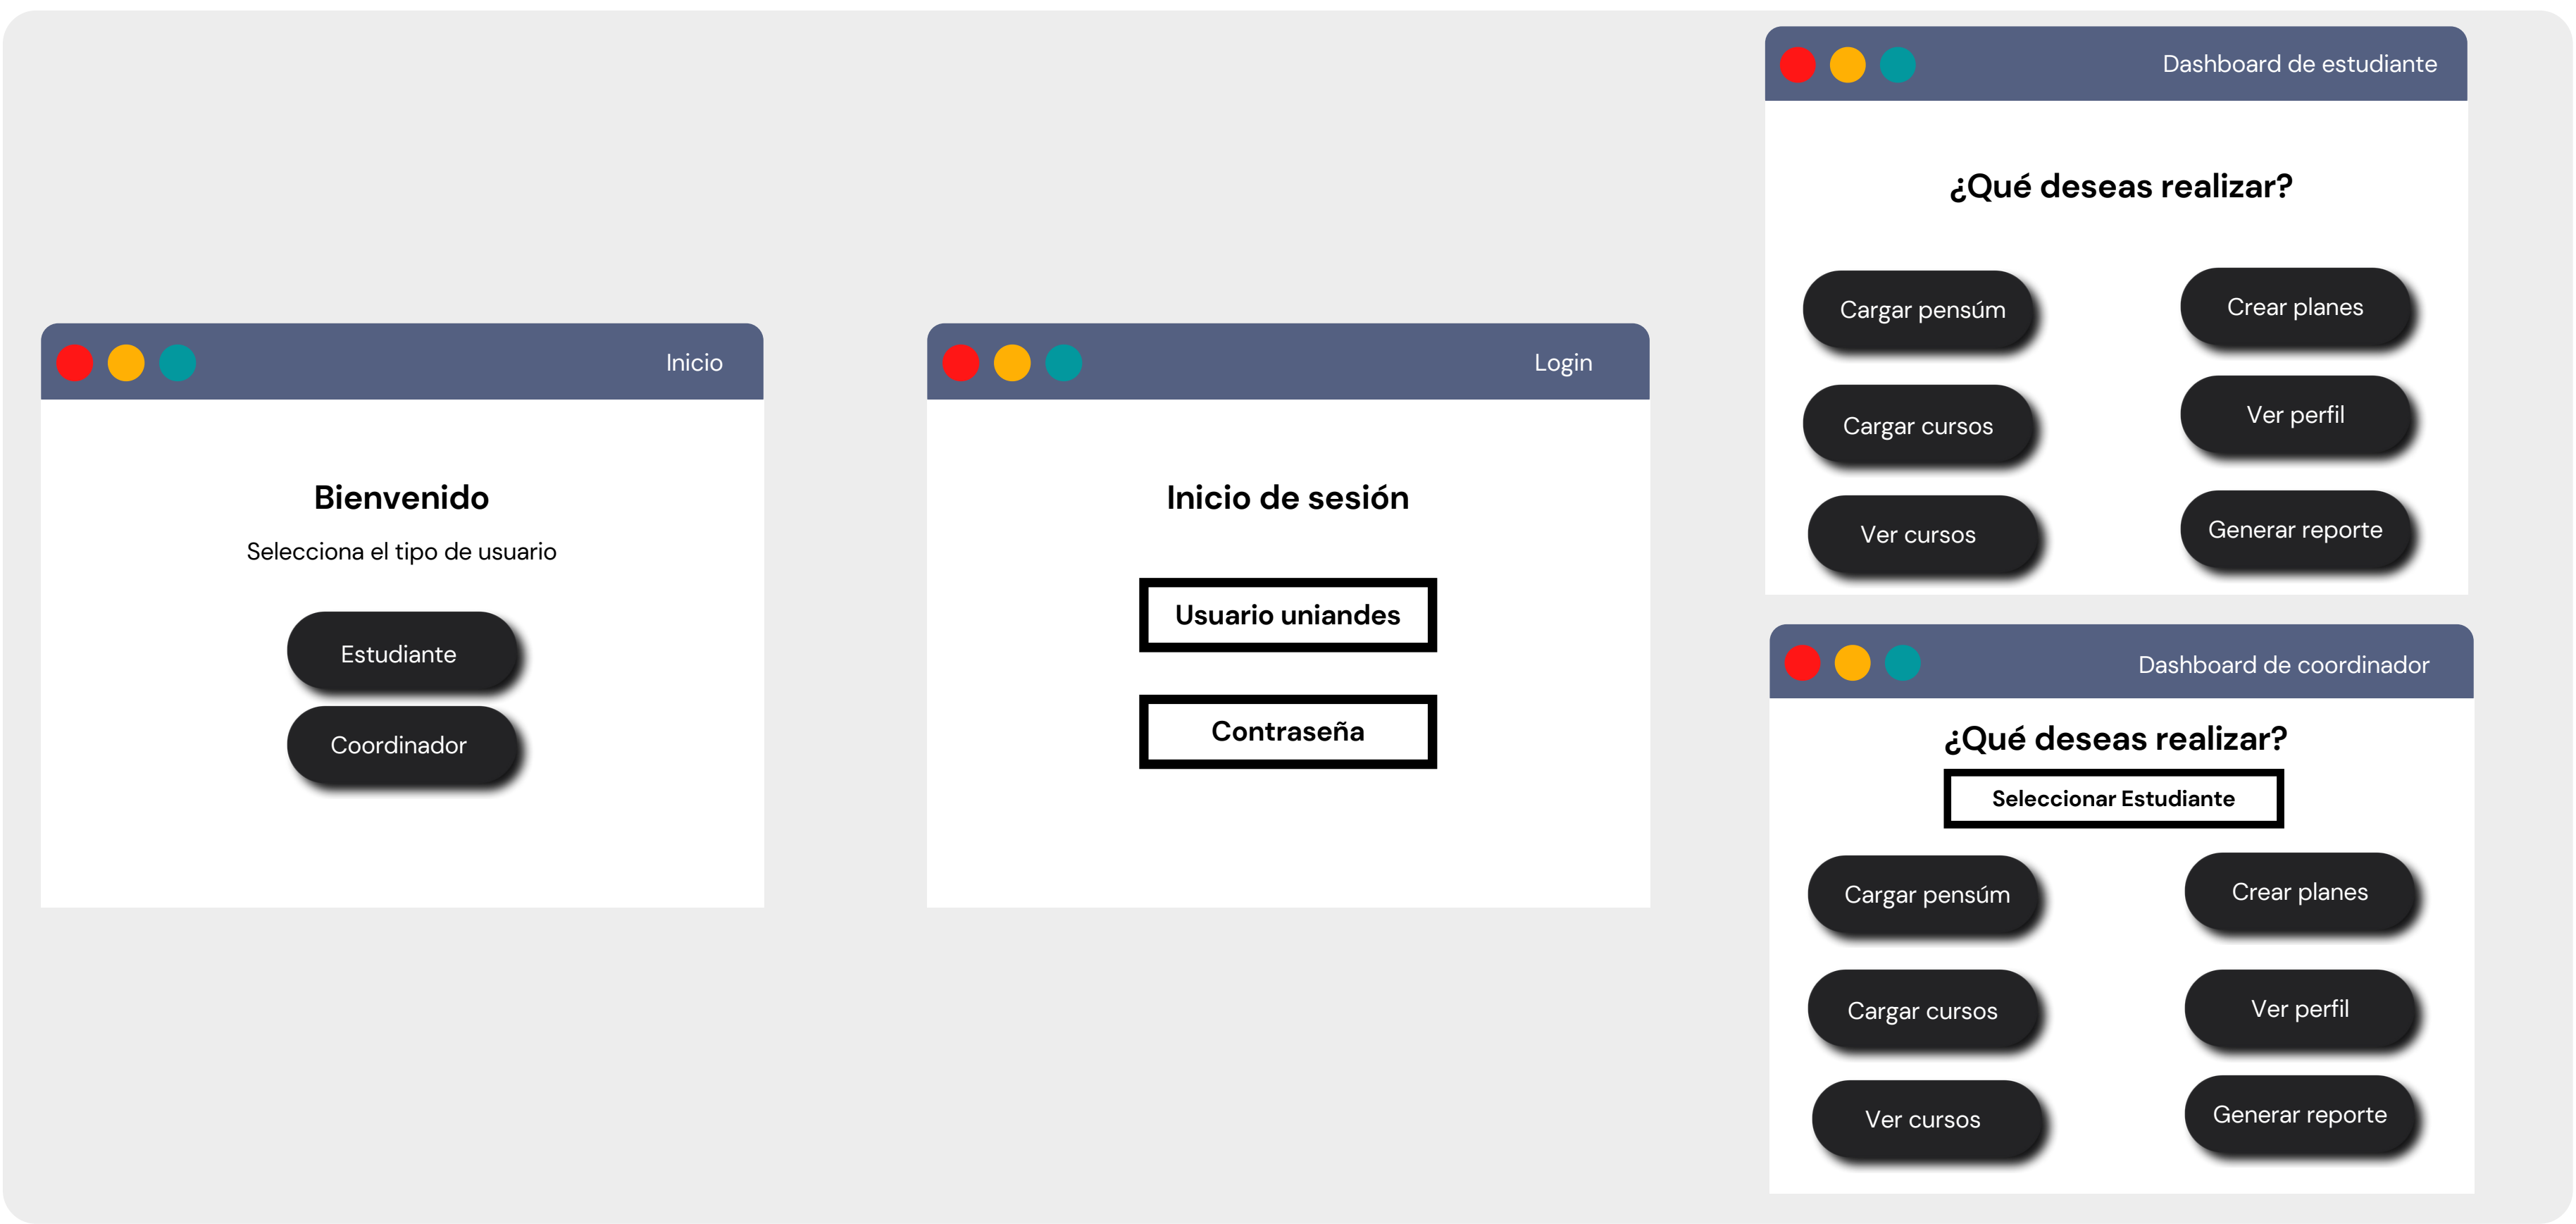 Inicio
Bienvenido
Selecciona el tipo de usuario
Estudiante
Coordinador
Login
Inicio de sesión
Usuario uniandes
Contraseña
Dashboard de estudiante
¿Qué deseas realizar?
Cargar pensúm
Crear planes
Cargar cursos
Ver perfil
Ver cursos
Generar reporte
Dashboard de coordinador
¿Qué deseas realizar?
Seleccionar Estudiante
Cargar pensúm
Crear planes
Cargar cursos
Ver perfil
Ver cursos
Generar reporte